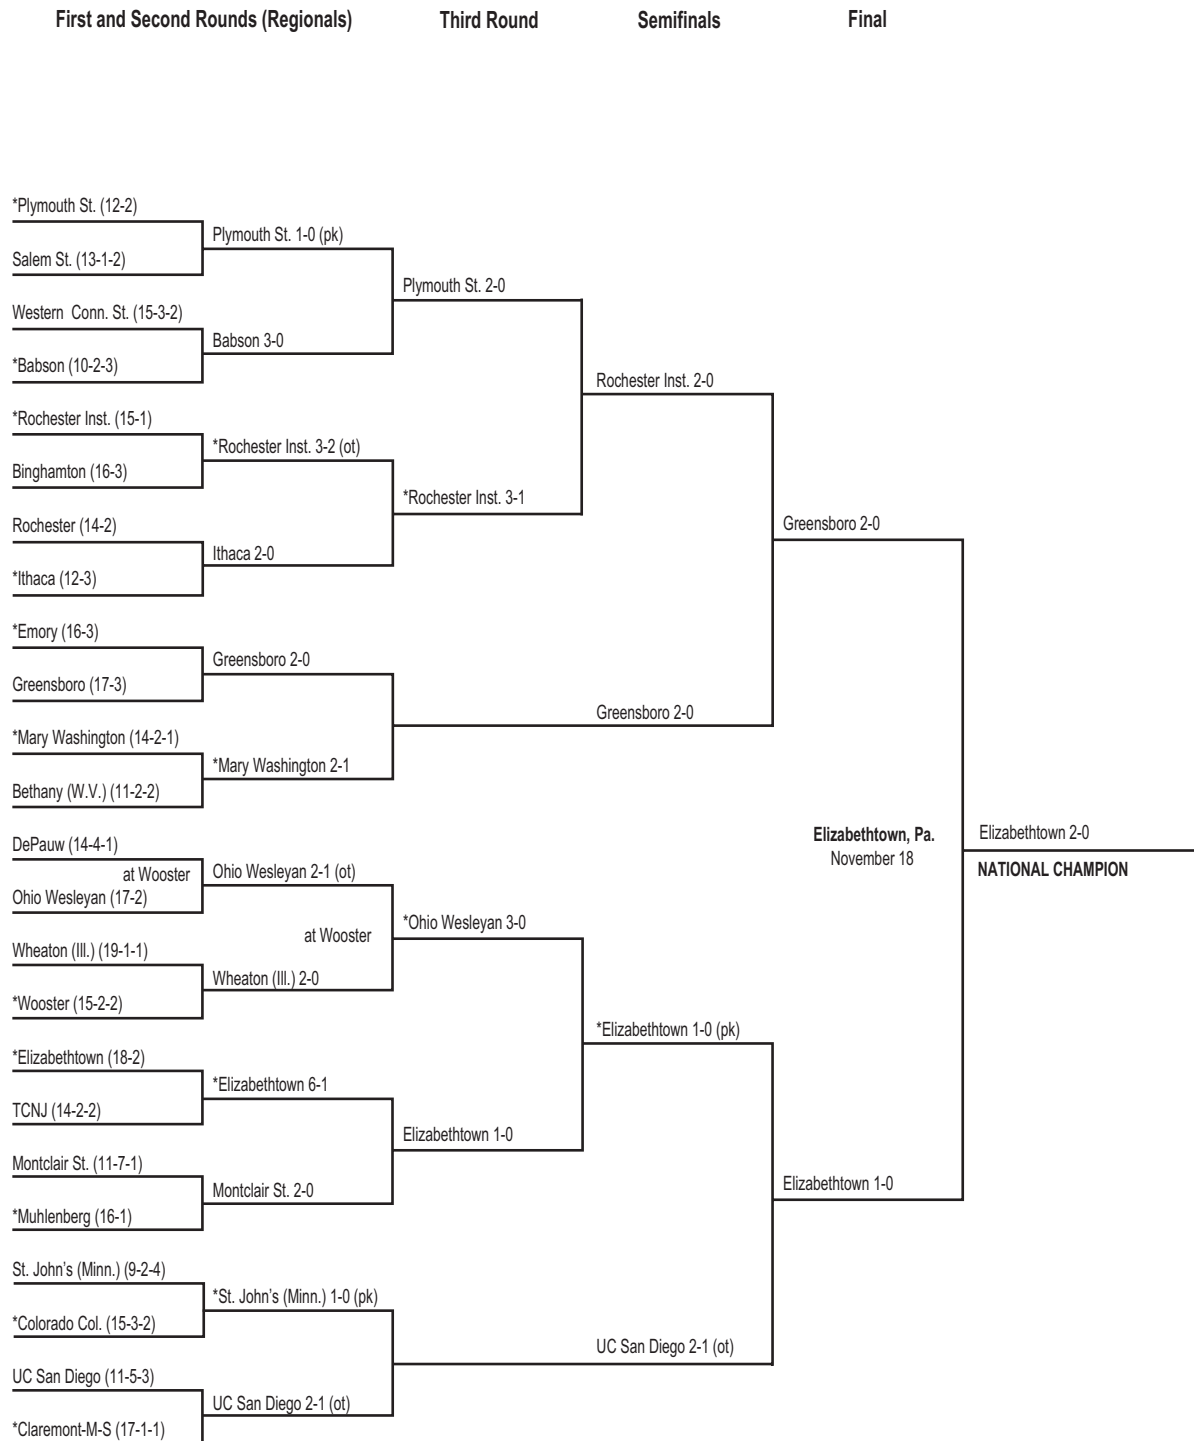 First and Second Rounds (Regionals)
Third Round
Semifinals
Final
*Plymouth St. (12-2)
Salem St. (13-1-2)
Western Conn. St. (15-3-2)
*Babson (10-2-3)
*Rochester Inst. (15-1)
Binghamton (16-3)
Rochester (14-2)
*Ithaca (12-3)
*Emory (16-3)
Greensboro (17-3)
*Mary Washington (14-2-1)
Bethany (W.V.) (11-2-2)
DePauw (14-4-1)
at Wooster
Ohio Wesleyan (17-2)
Wheaton (Ill.) (19-1-1)
*Wooster (15-2-2)
*Elizabethtown (18-2)
TCNJ (14-2-2)
Montclair St. (11-7-1)
*Muhlenberg (16-1)
St. John's (Minn.) (9-2-4)
*Colorado Col. (15-3-2)
UC San Diego (11-5-3)
*Claremont-M-S (17-1-1)
Plymouth St. 1-0 (pk)
Babson 3-0
*Rochester Inst. 3-2 (ot)
Ithaca 2-0
Greensboro 2-0
*Mary Washington 2-1
Ohio Wesleyan 2-1 (ot)
at Wooster
Wheaton (Ill.) 2-0
*Elizabethtown 6-1
Montclair St. 2-0
*St. John's (Minn.) 1-0 (pk)
UC San Diego 2-1 (ot)
Plymouth St. 2-0
*Rochester Inst. 3-1
*Ohio Wesleyan 3-0
Elizabethtown 1-0
Rochester Inst. 2-0
Greensboro 2-0
*Elizabethtown 1-0 (pk)
UC San Diego 2-1 (ot)
Greensboro 2-0
Elizabethtown, Pa.
November 18
Elizabethtown 1-0
Elizabethtown 2-0
NATIONAL CHAMPION